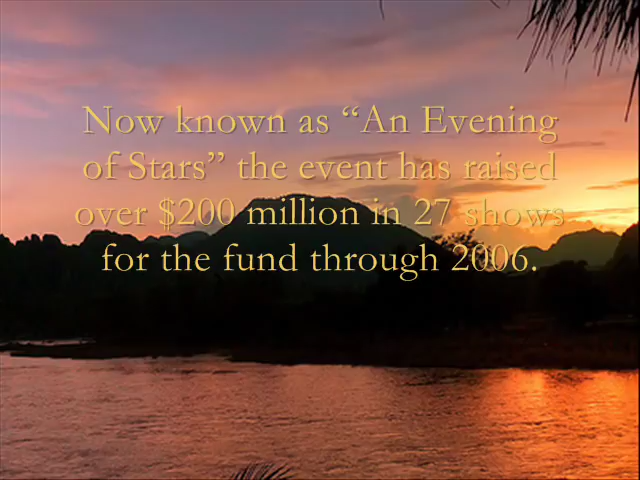 Now known as “An Evening
of Stars” the event has raised
over $200 million in 27 shows
for the fund through 2006.